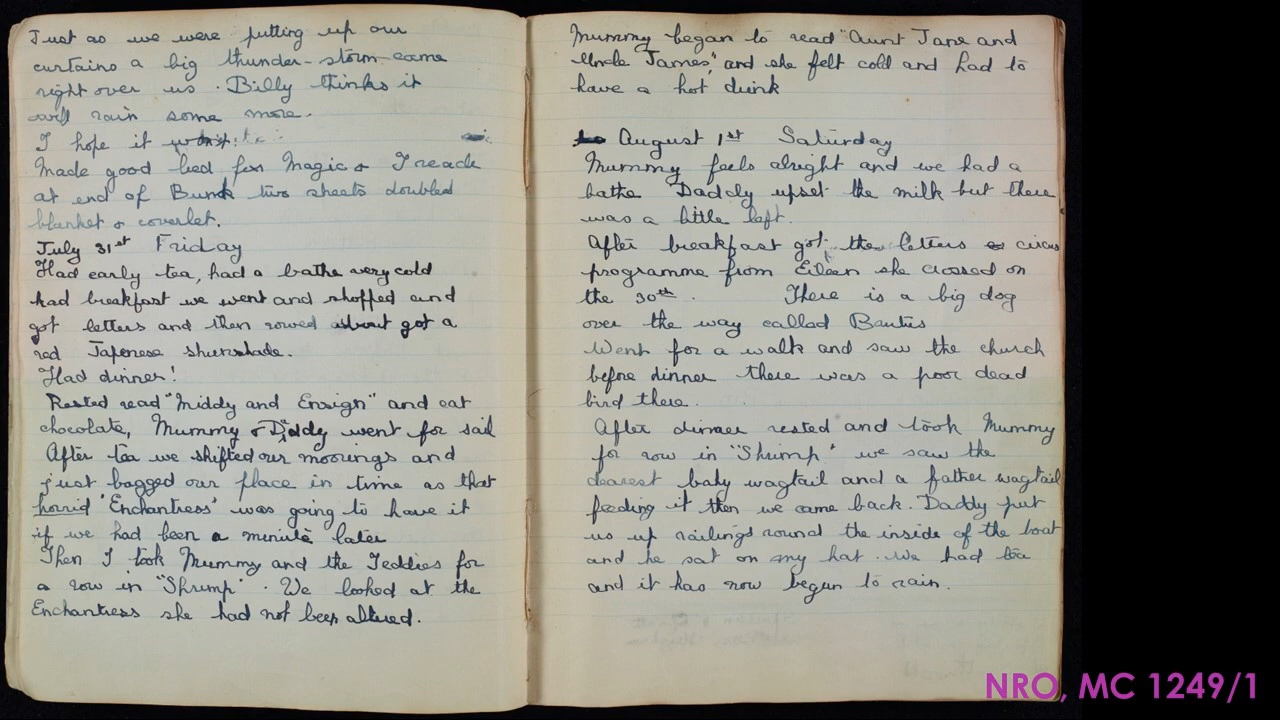 Just as we were putting up our
curtains a big thunder-storm came
right over us. Billy thinks it
will rain some more.
I hope it
Made good bed for Magic & I made
at end of Bunk two sheets doubled
blanket & coverlet.
July 31st Friday
Had early tea, had a bathe very cold
had breakfast we went and shopped and
got letters and then rowed about got a
red Japenese shunshade.
Had dinner!
Rested read "Middy and Ensign" and eat
chocolate, Mummy & Diddy went for sail
After tea we shifted our moorings and
just bagged our place in time as that
horrid 'Enchantress' was going to have it
if we had been a minute later
Then I took Mummy and the Teddies for
a row in "Shrimp". We looked at the
Enchantress she had not been altered.
Mummy began to read "Aunt Jane and
Uncle James", and she felt cold and had to
have a hot drink
August 1st Saturday
Mummy feels alright and we had a
bathe Daddy upset the milk but there
was a little left.
After breakfast got the letters circus
programme from Eileen she crossed on
the 30th. There is a big dog
over the way called
Went for a walk and saw the church
before dinner there was a poor dead
bird there.
After dinner rested and took Mummy
for row in "Shrimp" we saw the
dearest baby wagtail and a father wagtail
feeding it then we came back. Daddy put
us up railings round the inside of the boat
and he sat on my hat. We had tea
and it has now begun to rain.
NRO, MC 1249/1